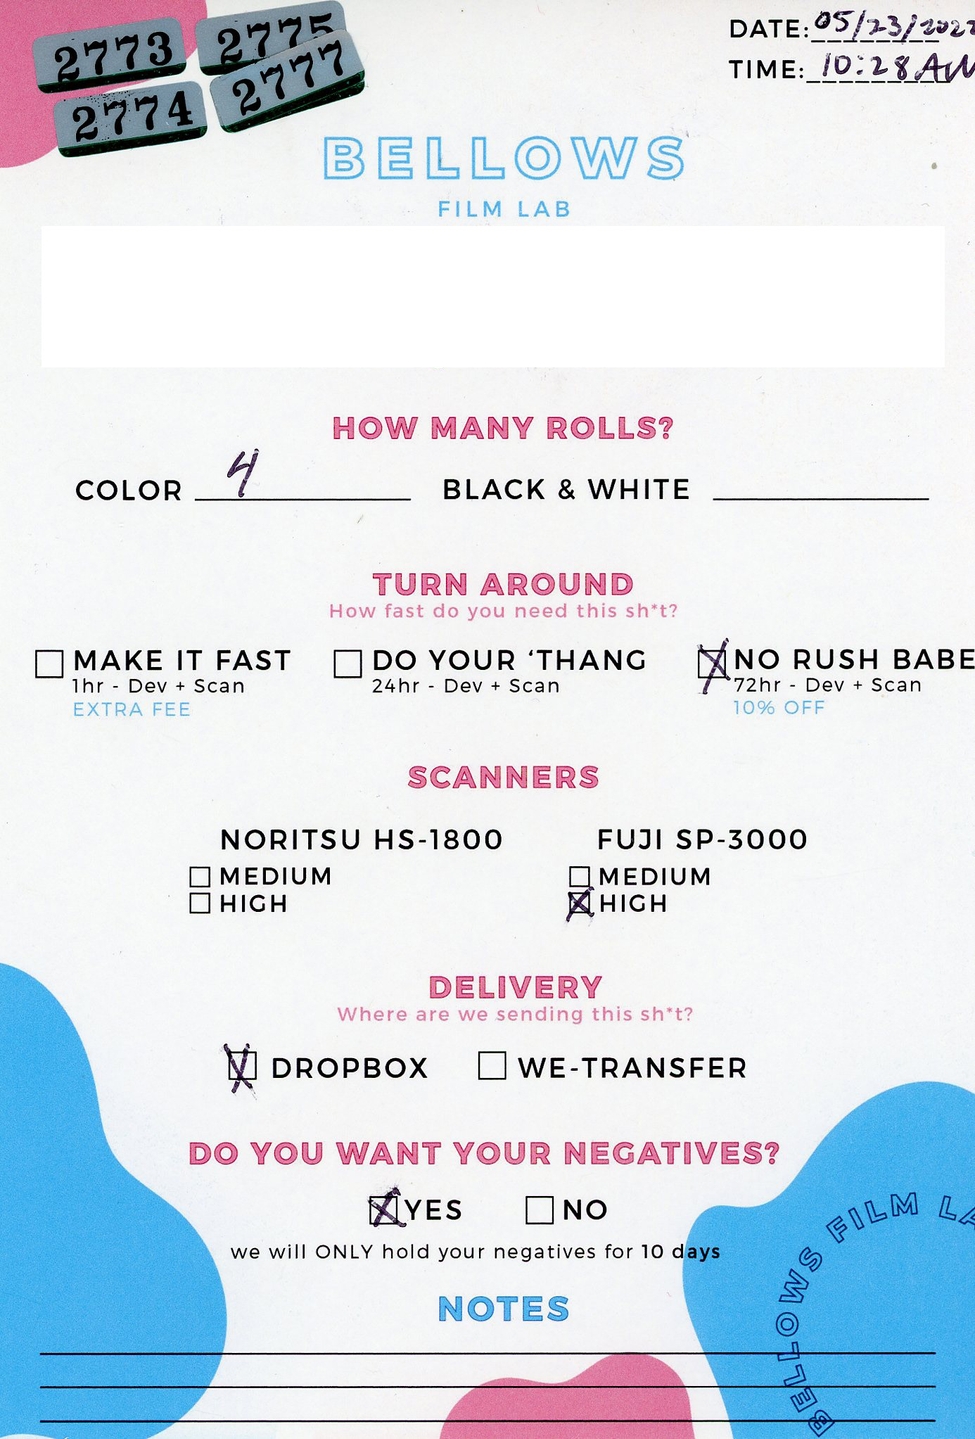 2773 2775
2774 2777
DATE: 05/23/2022
TIME: 10:28 AM
BELLOWS
FILM LAB
HOW MANY ROLLS?
COLOR 4 BLACK & WHITE
TURN AROUND
How fast do you need this sh*t?
MAKE IT FAST DO YOUR ‘THANG NO RUSH BABE
1hr - Dev + Scan 24hr - Dev + Scan 72hr - Dev + Scan
EXTRA FEE 10% OFF
SCANNERS
NORITSU HS-1800 FUJI SP-3000
MEDIUM MEDIUM
HIGH HIGH
DELIVERY
Where are we sending this sh*t?
DROPBOX WE-TRANSFER
DO YOU WANT YOUR NEGATIVES?
YES NO
we will ONLY hold your negatives for 10 days
NOTES
BELLOWS FILM LA